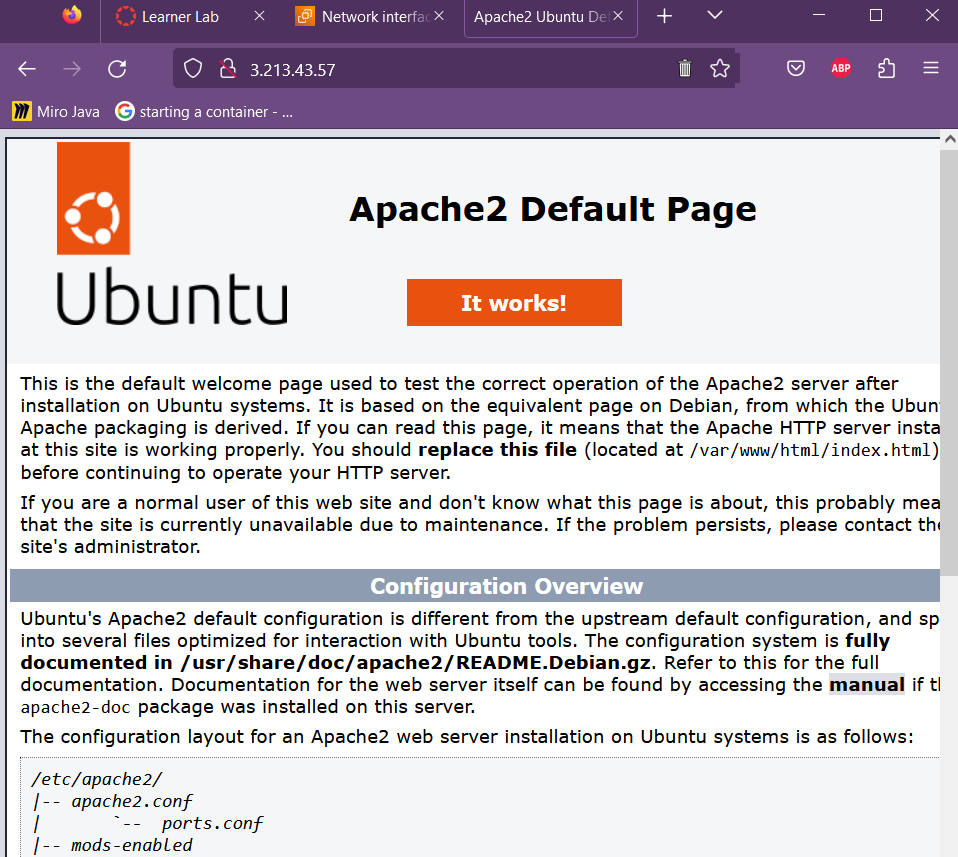 Learner Lab
Network interfac
Apache2 Ubuntu De
3.213.43.57
ABP
Miro Java
starting a container - ...
Apache2 Default Page
Ubuntu
It works!
This is the default welcome page used to test the correct operation of the Apache2 server after
installation on Ubuntu systems. It is based on the equivalent page on Debian, from which the Ubun
Apache packaging is derived. If you can read this page, it means that the Apache HTTP server insta
at this site is working properly. You should replace this file (located at /var/www/html/index.html)
before continuing to operate your HTTP server.
If you are a normal user of this web site and don't know what this page is about, this probably mea
that the site is currently unavailable due to maintenance. If the problem persists, please contact the
site's administrator.
Configuration Overview
Ubuntu's Apache2 default configuration is different from the upstream default configuration, and sp
into several files optimized for interaction with Ubuntu tools. The configuration system is fully
documented in /usr/share/doc/apache2/README.Debian.gz. Refer to this for the full
documentation. Documentation for the web server itself can be found by accessing the manual if th
apache2-doc package was installed on this server.
The configuration layout for an Apache2 web server installation on Ubuntu systems is as follows:
/etc/apache2/
|-- apache2.conf
|       `--  ports.conf
|-- mods-enabled